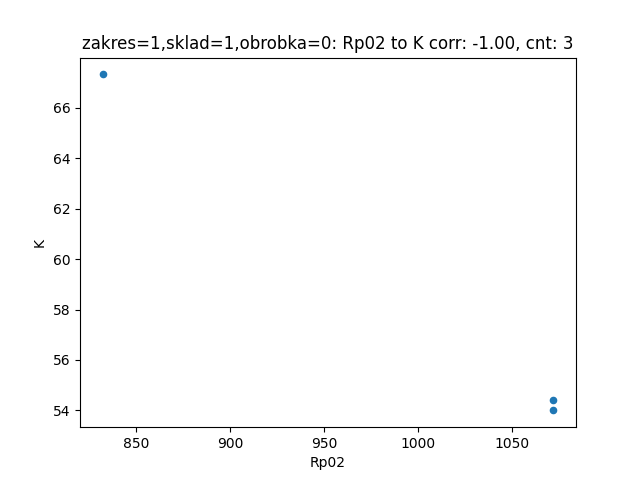 zakres=1,sklad=1,obrobka=0: Rp02 to K corr: -1.00, cnt: 3
66
64
62
60
58
56
54
K
850 900 950 1000 1050
Rp02